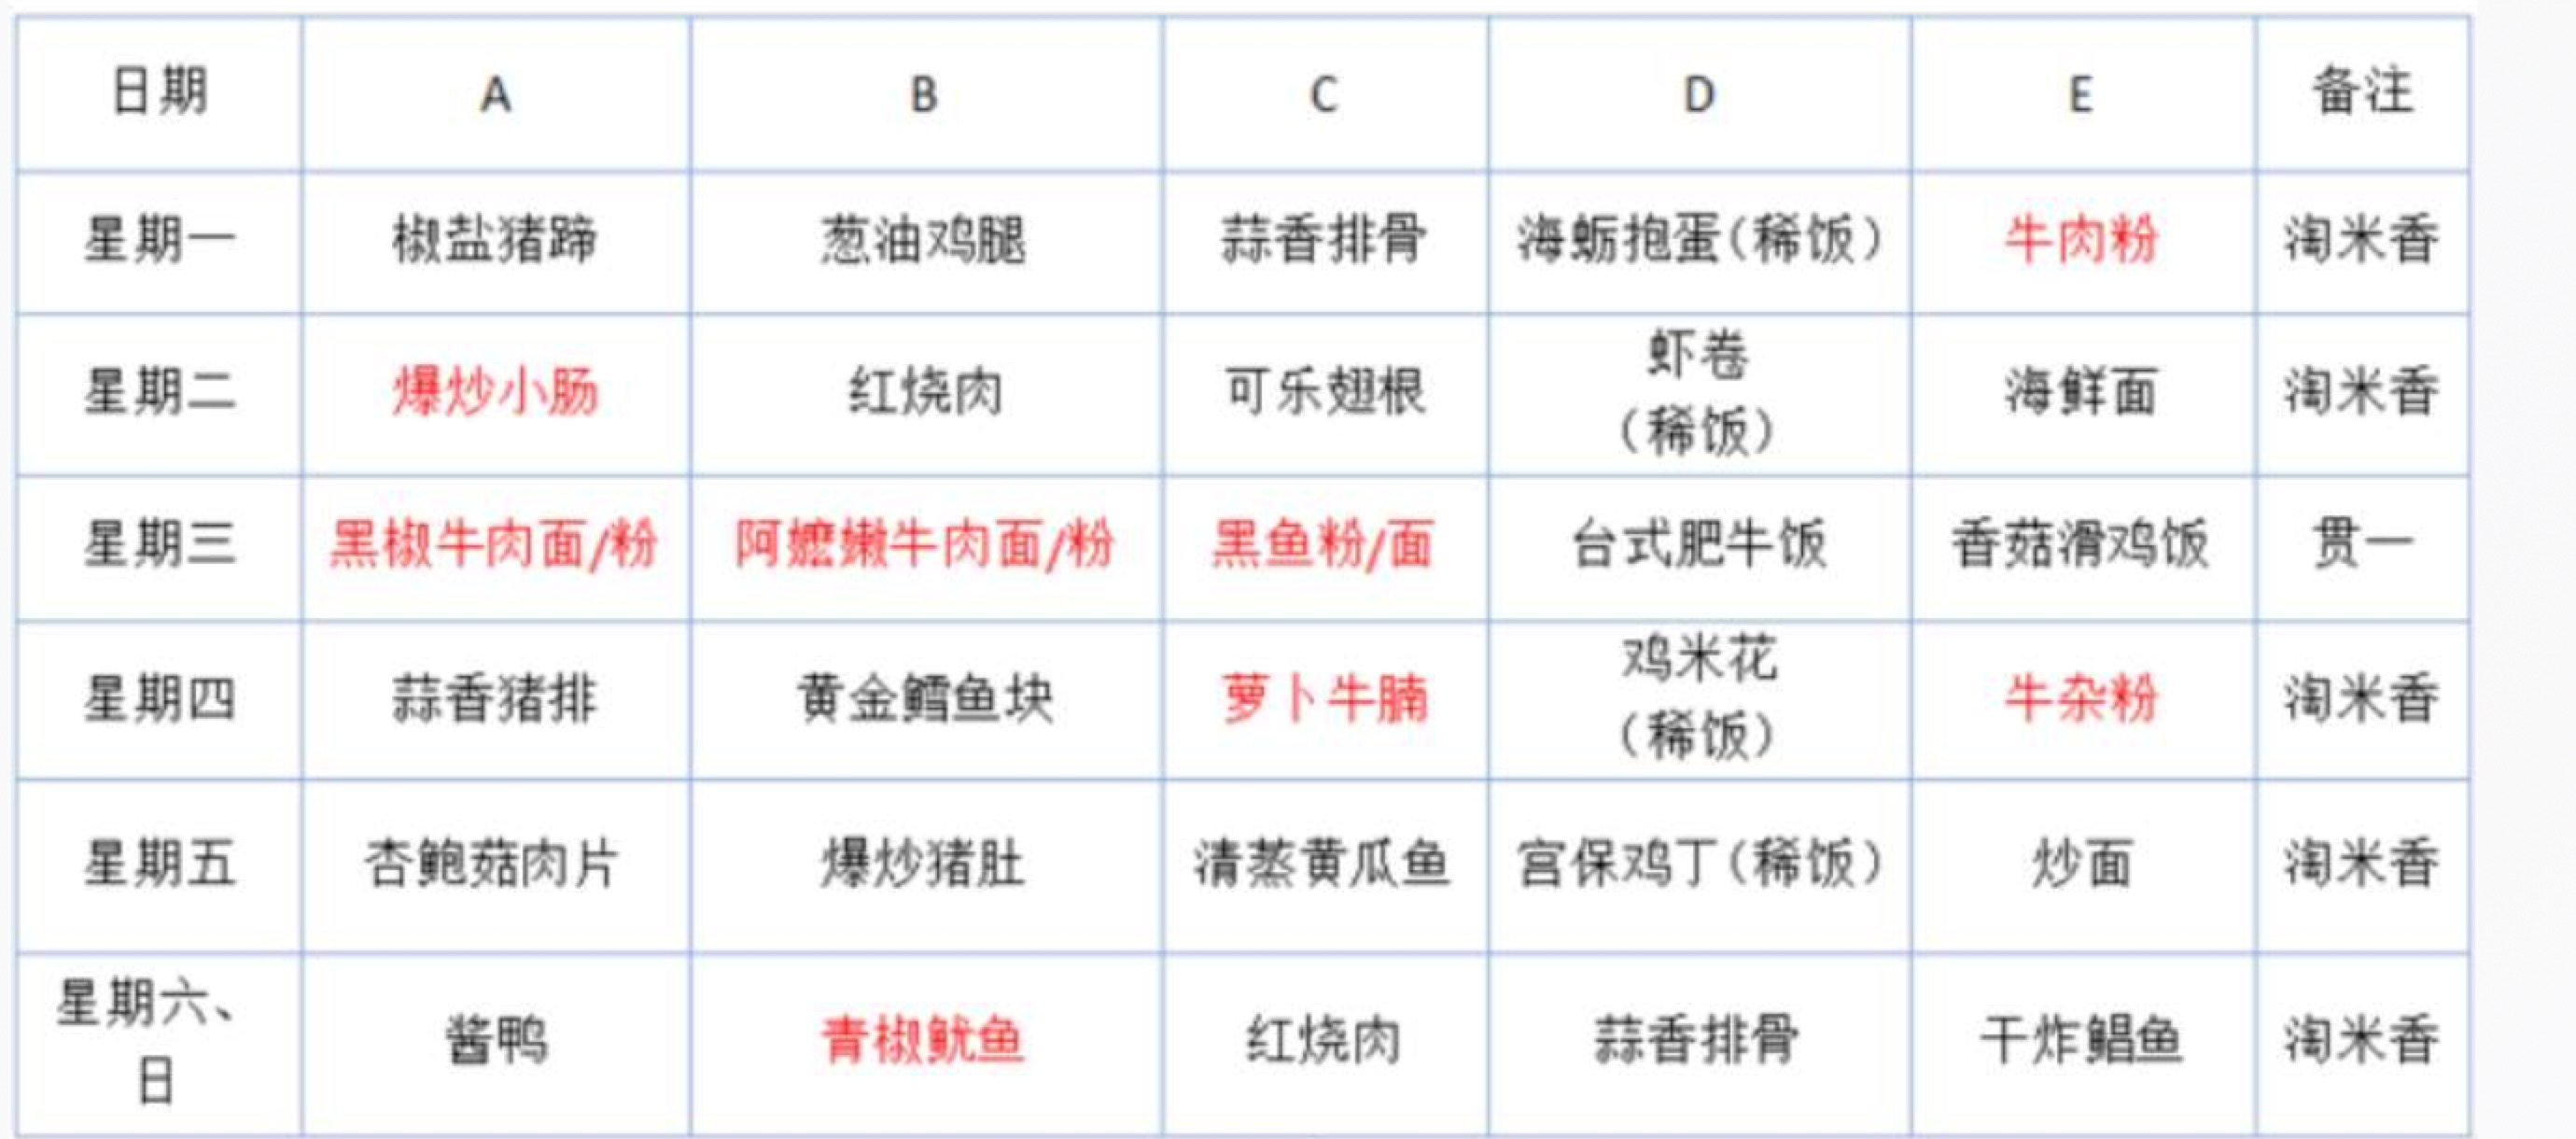 日期 A B C D E 备注
星期一 椒盐猪蹄 葱油鸡腿 蒜香排骨 海蛎抱蛋(稀饭) 牛肉粉 淘米香
星期二 爆炒小肠 红烧肉 可乐翅根 虾卷 海鲜面 淘米香
(稀饭)
星期三 黑椒牛肉面/粉 阿嬷嫩牛肉面/粉 黑鱼粉/面 台式肥牛饭 香菇滑鸡饭 贯一
星期四 蒜香猪排 黄金鳕鱼块 萝卜牛腩 鸡米花 牛杂粉 淘米香
(稀饭)
星期五 杏鲍菇肉片 爆炒猪肚 清蒸黄瓜鱼 宫保鸡丁(稀饭) 炒面 淘米香
星期六、 酱鸭 青椒鱿鱼 红烧肉 蒜香排骨 干炸鲳鱼 淘米香
日